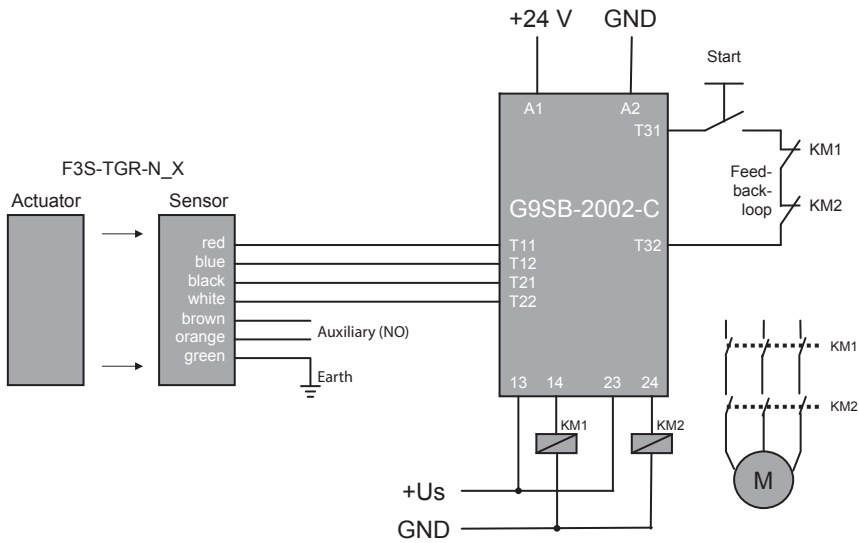 +24 V GND
Start
A1 A2
T31
F3S-TGR-N_X
Actuator Sensor
KM1
Feed-
back-
loop
KM2
G9SB-2002-C
red
blue
black
white
brown
orange
green
T11
T12
T21
T22
T32
Auxiliary (NO)
Earth
13 14 23 24
KM1 KM2
KM1
KM2
M
+Us
GND